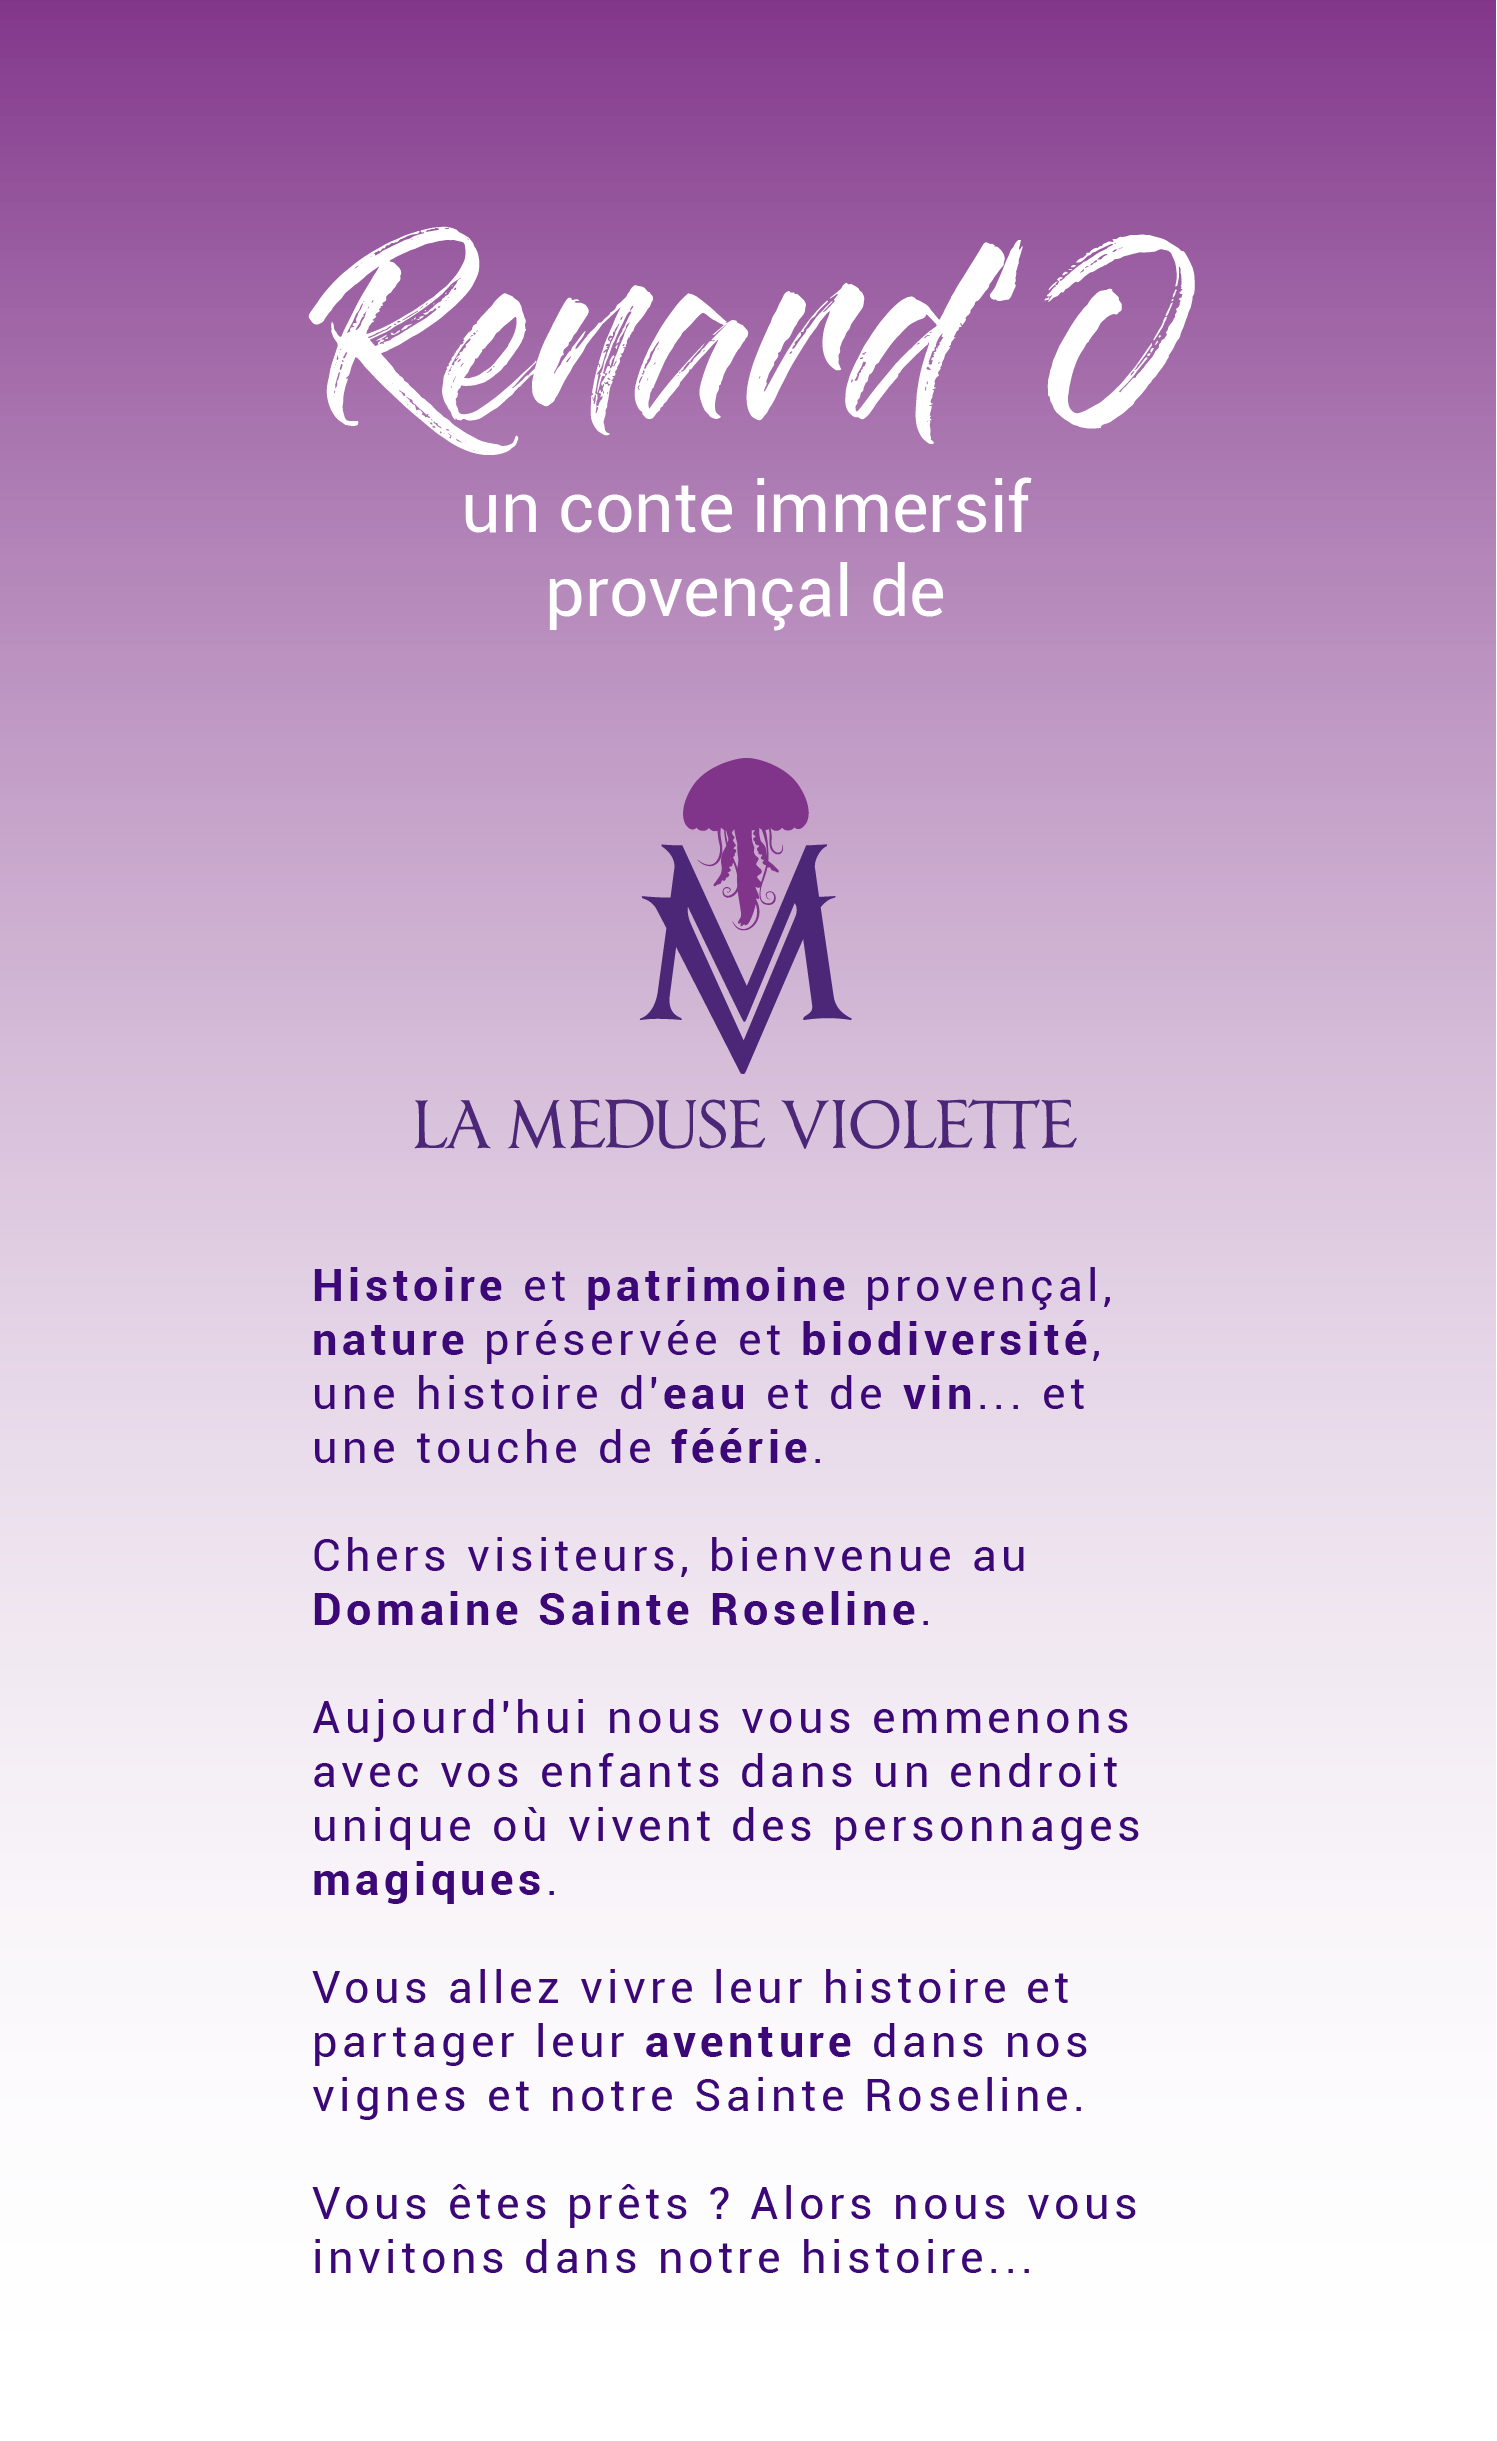 Renard'O
un conte immersif
provençal de
MV
LA MEDUSE VIOLETTE
Histoire et patrimoine provençal,
nature préservée et biodiversité,
une histoire d'eau et de vin... et
une touche de féérie.
Chers visiteurs, bienvenue au
Domaine Sainte Roseline.
Aujourd'hui nous vous emmenons
avec vos enfants dans un endroit
unique où vivent des personnages
magiques.
Vous allez vivre leur histoire et
partager leur aventure dans nos
vignes et notre Sainte Roseline.
Vous êtes prêts ? Alors nous vous
invitons dans notre histoire...